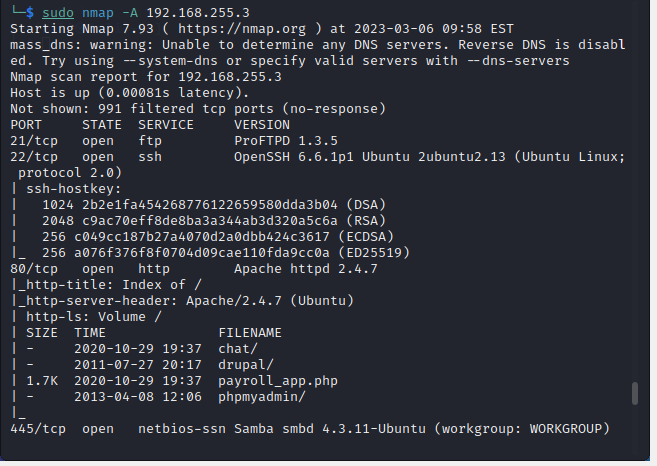 └─$ sudo nmap -A 192.168.255.3
Starting Nmap 7.93 ( https://nmap.org ) at 2023-03-06 09:58 EST
mass_dns: warning: Unable to determine any DNS servers. Reverse DNS is disabl
ed. Try using --system-dns or specify valid servers with --dns-servers
Nmap scan report for 192.168.255.3
Host is up (0.00081s latency).
Not shown: 991 filtered tcp ports (no-response)
PORT     STATE  SERVICE     VERSION
21/tcp   open   ftp         ProFTPD 1.3.5
22/tcp   open   ssh         OpenSSH 6.6.1p1 Ubuntu 2ubuntu2.13 (Ubuntu Linux;
 protocol 2.0)
| ssh-hostkey:
|   1024 2b2e1fa454268776122659580dda3b04 (DSA)
|   2048 c9ac70eff8de8ba3a344ab3d320a5c6a (RSA)
|   256 c049cc187b27a4070d2a0dbb424c3617 (ECDSA)
|_  256 a076f376f8f0704d09cae110fda9cc0a (ED25519)
80/tcp   open   http        Apache httpd 2.4.7
|_http-title: Index of /
|_http-server-header: Apache/2.4.7 (Ubuntu)
| http-ls: Volume /
| SIZE  TIME              FILENAME
| -     2020-10-29 19:37  chat/
| -     2011-07-27 20:17  drupal/
| 1.7K  2020-10-29 19:37  payroll_app.php
| -     2013-04-08 12:06  phpmyadmin/
|_
445/tcp  open   netbios-ssn Samba smbd 4.3.11-Ubuntu (workgroup: WORKGROUP)